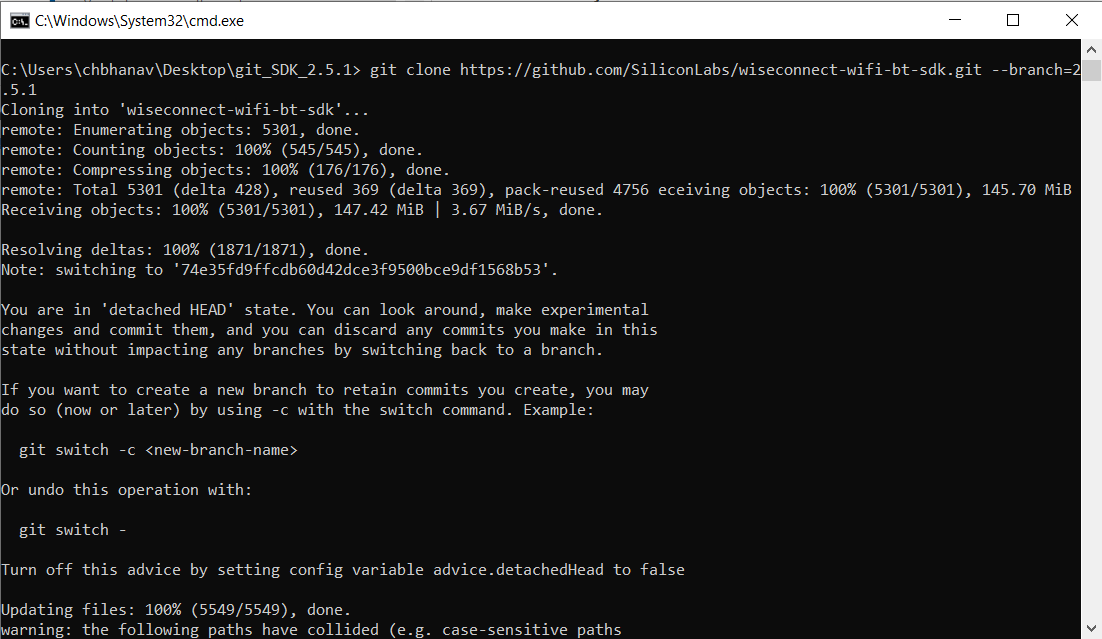 C:\Windows\System32\cmd.exe
C:\Users\chbhanav\Desktop\git_SDK_2.5.1> git clone https://github.com/SiliconLabs/wiseconnect-wifi-bt-sdk.git --branch=2
.5.1
Cloning into 'wiseconnect-wifi-bt-sdk'...
remote: Enumerating objects: 5301, done.
remote: Counting objects: 100% (545/545), done.
remote: Compressing objects: 100% (176/176), done.
remote: Total 5301 (delta 428), reused 369 (delta 369), pack-reused 4756 eceiving objects: 100% (5301/5301), 145.70 MiB
Receiving objects: 100% (5301/5301), 147.42 MiB | 3.67 MiB/s, done.
Resolving deltas: 100% (1871/1871), done.
Note: switching to '74e35fd9ffcdb60d42dce3f9500bce9df1568b53'.
You are in 'detached HEAD' state. You can look around, make experimental
changes and commit them, and you can discard any commits you make in this
state without impacting any branches by switching back to a branch.
If you want to create a new branch to retain commits you create, you may
do so (now or later) by using -c with the switch command. Example:
git switch -c <new-branch-name>
Or undo this operation with:
git switch -
Turn off this advice by setting config variable advice.detachedHead to false
Updating files: 100% (5549/5549), done.
warning: the following paths have collided (e.g. case-sensitive paths